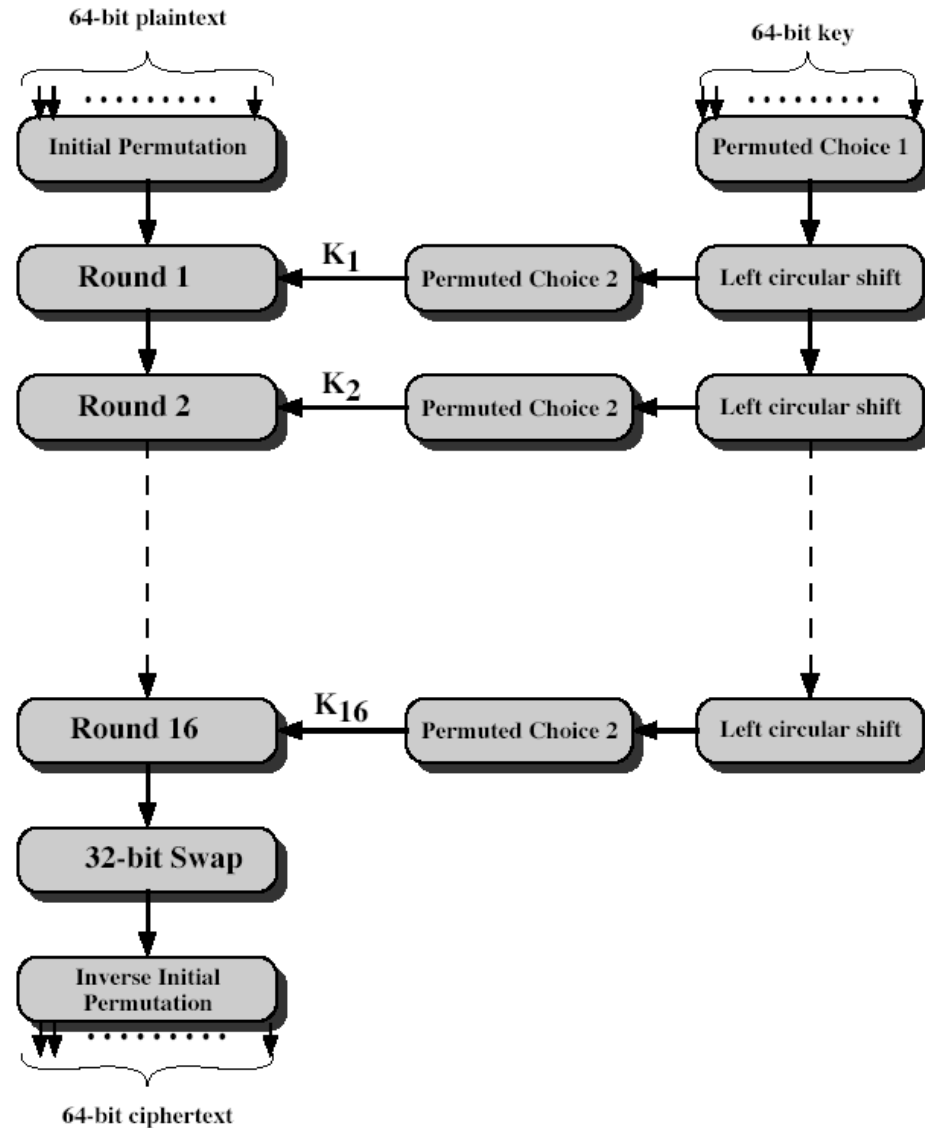 64-bit plaintext
64-bit key
Initial Permutation
Permuted Choice 1
Round 1
K1
Permuted Choice 2
Left circular shift
Round 2
K2
Permuted Choice 2
Left circular shift
Round 16
K16
Permuted Choice 2
Left circular shift
32-bit Swap
Inverse Initial
Permutation
64-bit ciphertext